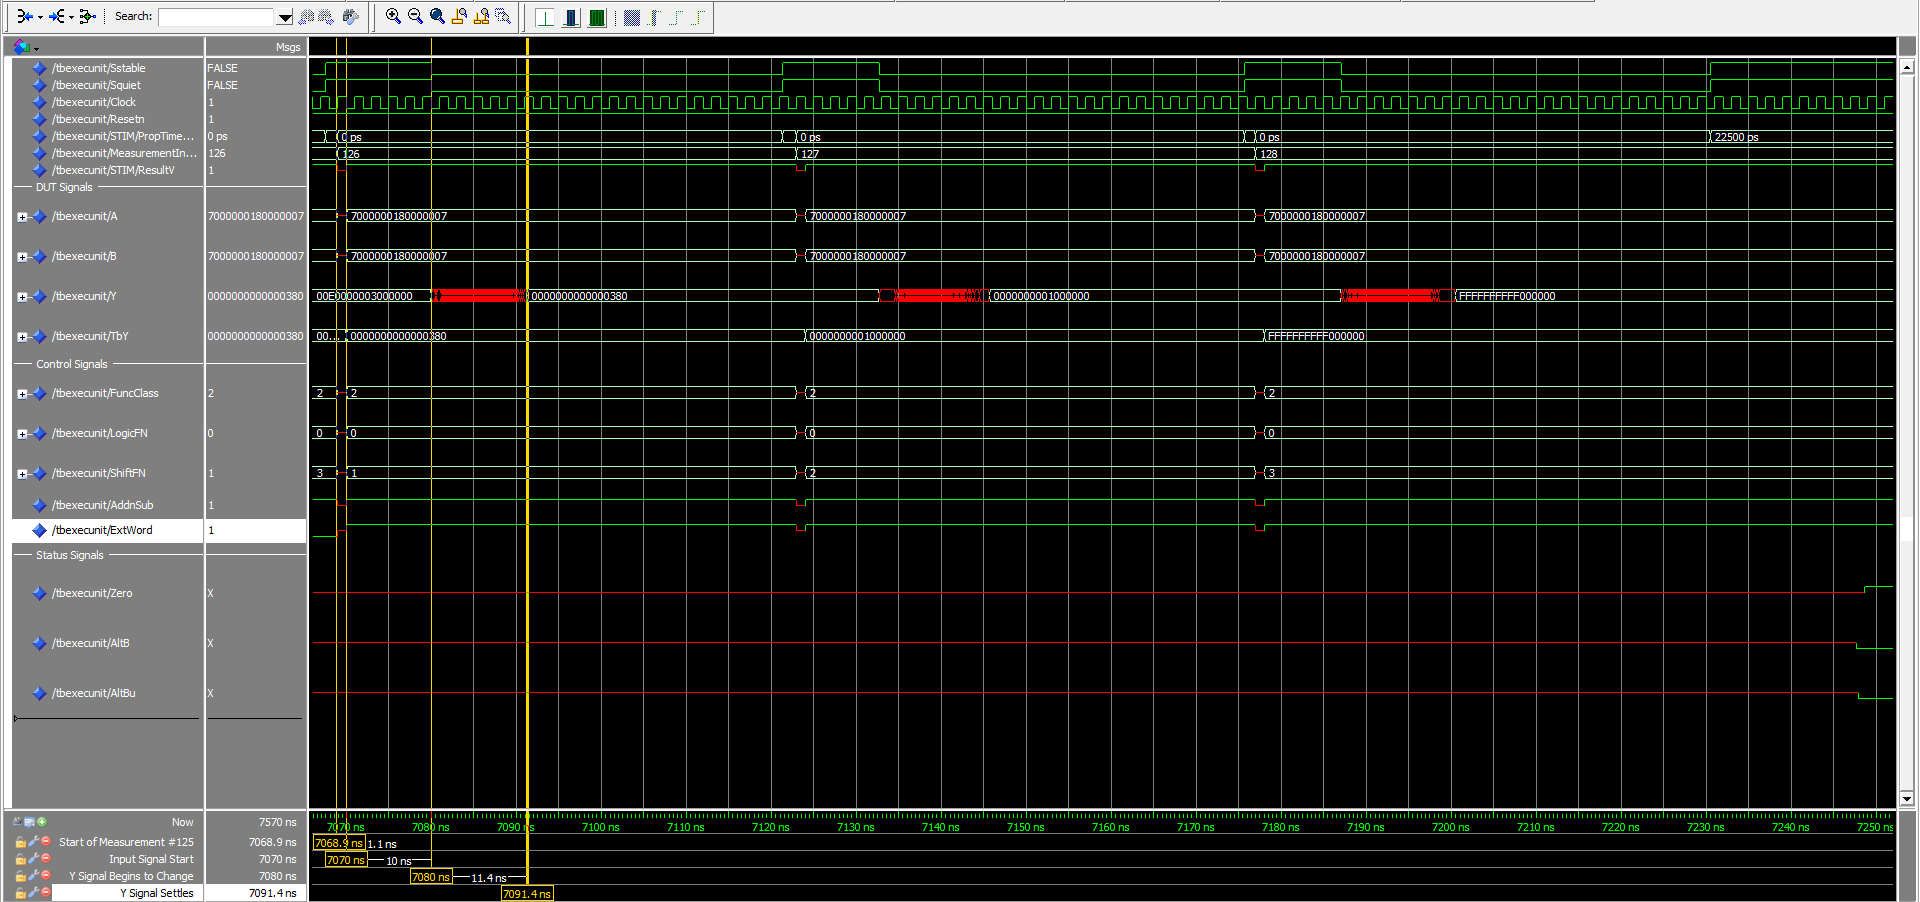 Search:
Msgs
/tbexecunit/Sstable FALSE
/tbexecunit/Squiet FALSE
/tbexecunit/Clock 1
/tbexecunit/Resetn 1
/tbexecunit/STIM/PropTime... 0 ps 0 ps 0 ps 0 ps 22500 ps
/tbexecunit/MeasurementIn... 126 126 127 128
/tbexecunit/STIM/ResultV 1
DUT Signals
/tbexecunit/A 7000000180000007 7000000180000007 7000000180000007 7000000180000007
/tbexecunit/B 7000000180000007 7000000180000007 7000000180000007 7000000180000007
/tbexecunit/Y 0000000000000380 00E0000003000000 0000000000000380 0000000001000000 FFFFFFFFFF000000
/tbexecunit/TbY 0000000000000380 00... 0000000000000380 0000000001000000 FFFFFFFFFF000000
Control Signals
/tbexecunit/FuncClass 2 2 2 2 2
/tbexecunit/LogicFN 0 0 0 0 0
/tbexecunit/ShiftFN 1 3 1 2 3
/tbexecunit/AddnSub 1
/tbexecunit/ExtWord 1
Status Signals
/tbexecunit/Zero X
/tbexecunit/AltB X
/tbexecunit/AltBu X
Now 7570 ns 7070 ns 7080 ns 7090 ns 7100 ns 7110 ns 7120 ns 7130 ns 7140 ns 7150 ns 7160 ns 7170 ns 7180 ns 7190 ns 7200 ns 7210 ns 7220 ns 7230 ns 7240 ns 7250 ns
Start of Measurement #125 7068.9 ns 7068.9 ns 1.1 ns
Input Signal Start 7070 ns 7070 ns 10 ns
Y Signal Begins to Change 7080 ns 7080 ns 11.4 ns
Y Signal Settles 7091.4 ns 7091.4 ns